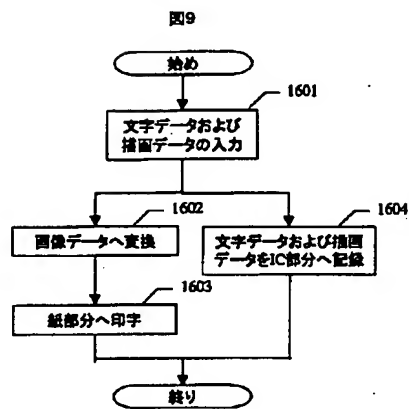 図9
始め
1601
文字データおよび
描画データの入力
1602
画像データへ変換
1604
文字データおよび描画
データをIC部分へ記録
1603
紙部分へ印字
終り